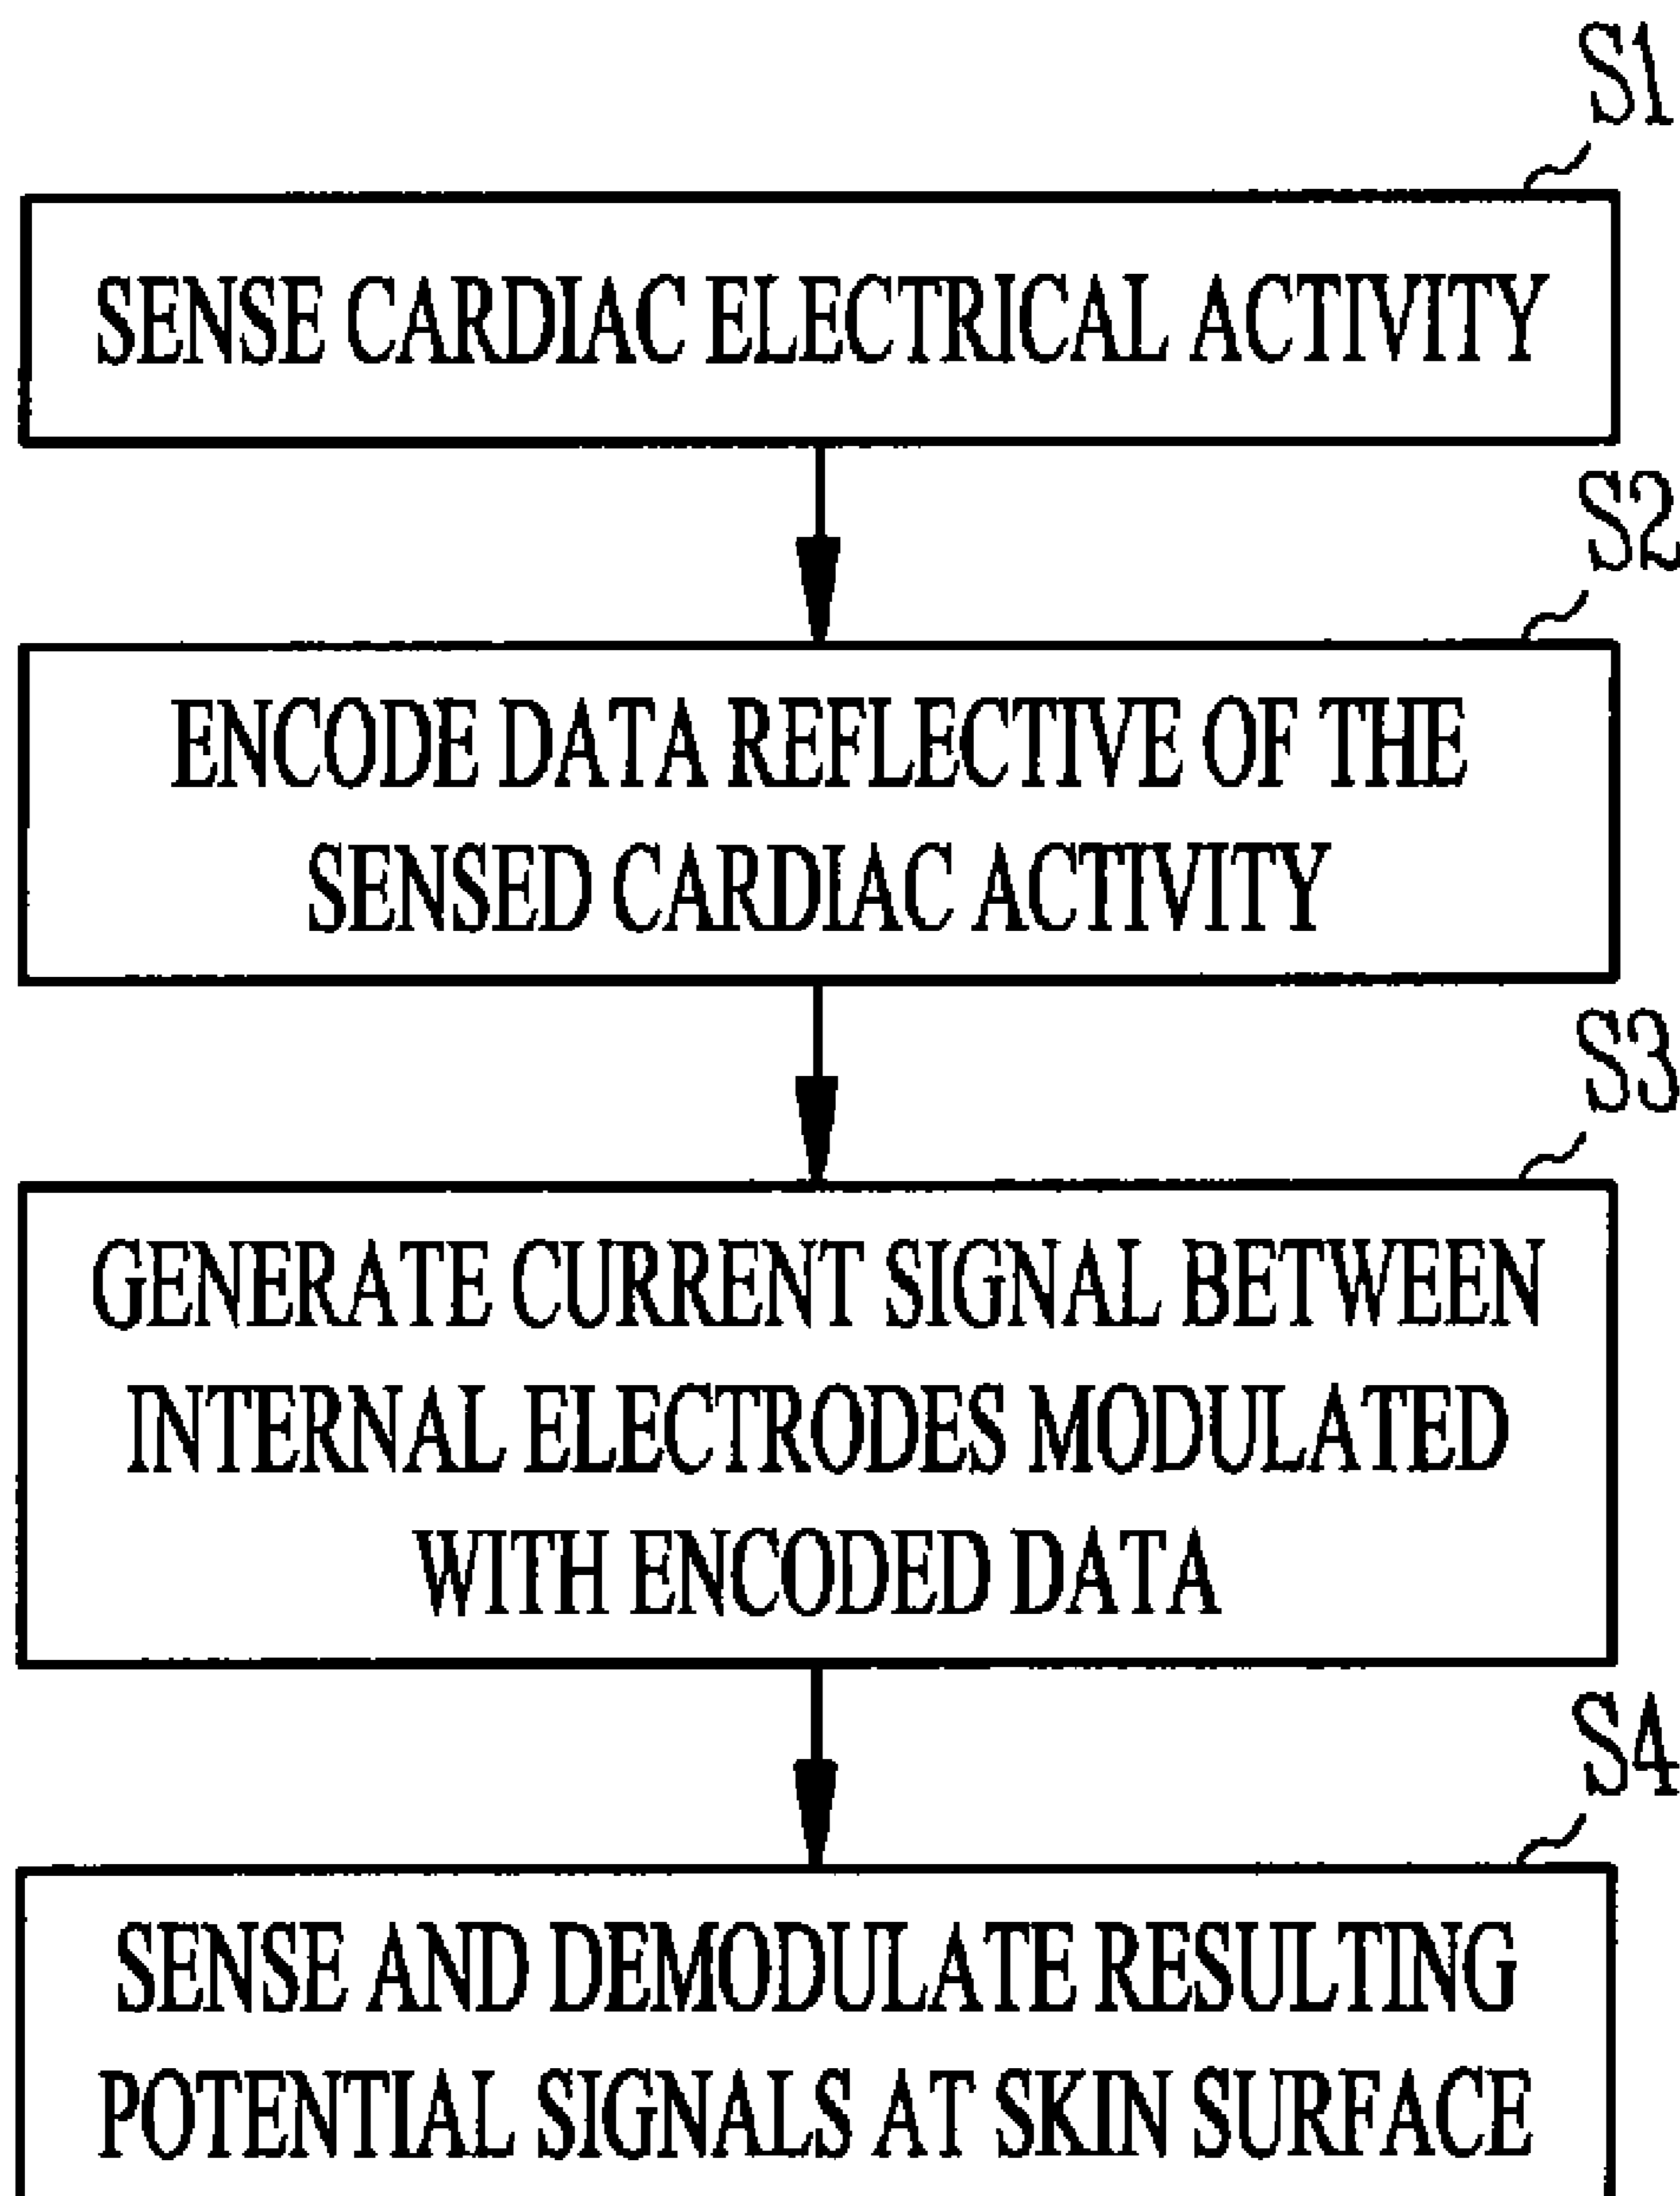 S1
SENSE CARDIAC ELECTRICAL ACTIVITY
S2
ENCODE DATA REFLECTIVE OF THE
SENSED CARDIAC ACTIVITY
S3
GENERATE CURRENT SIGNAL BETWEEN
INTERNAL ELECTRODES MODULATED
WITH ENCODED DATA
S4
SENSE AND DEMODULATE RESULTING
POTENTIAL SIGNALS AT SKIN SURFACE